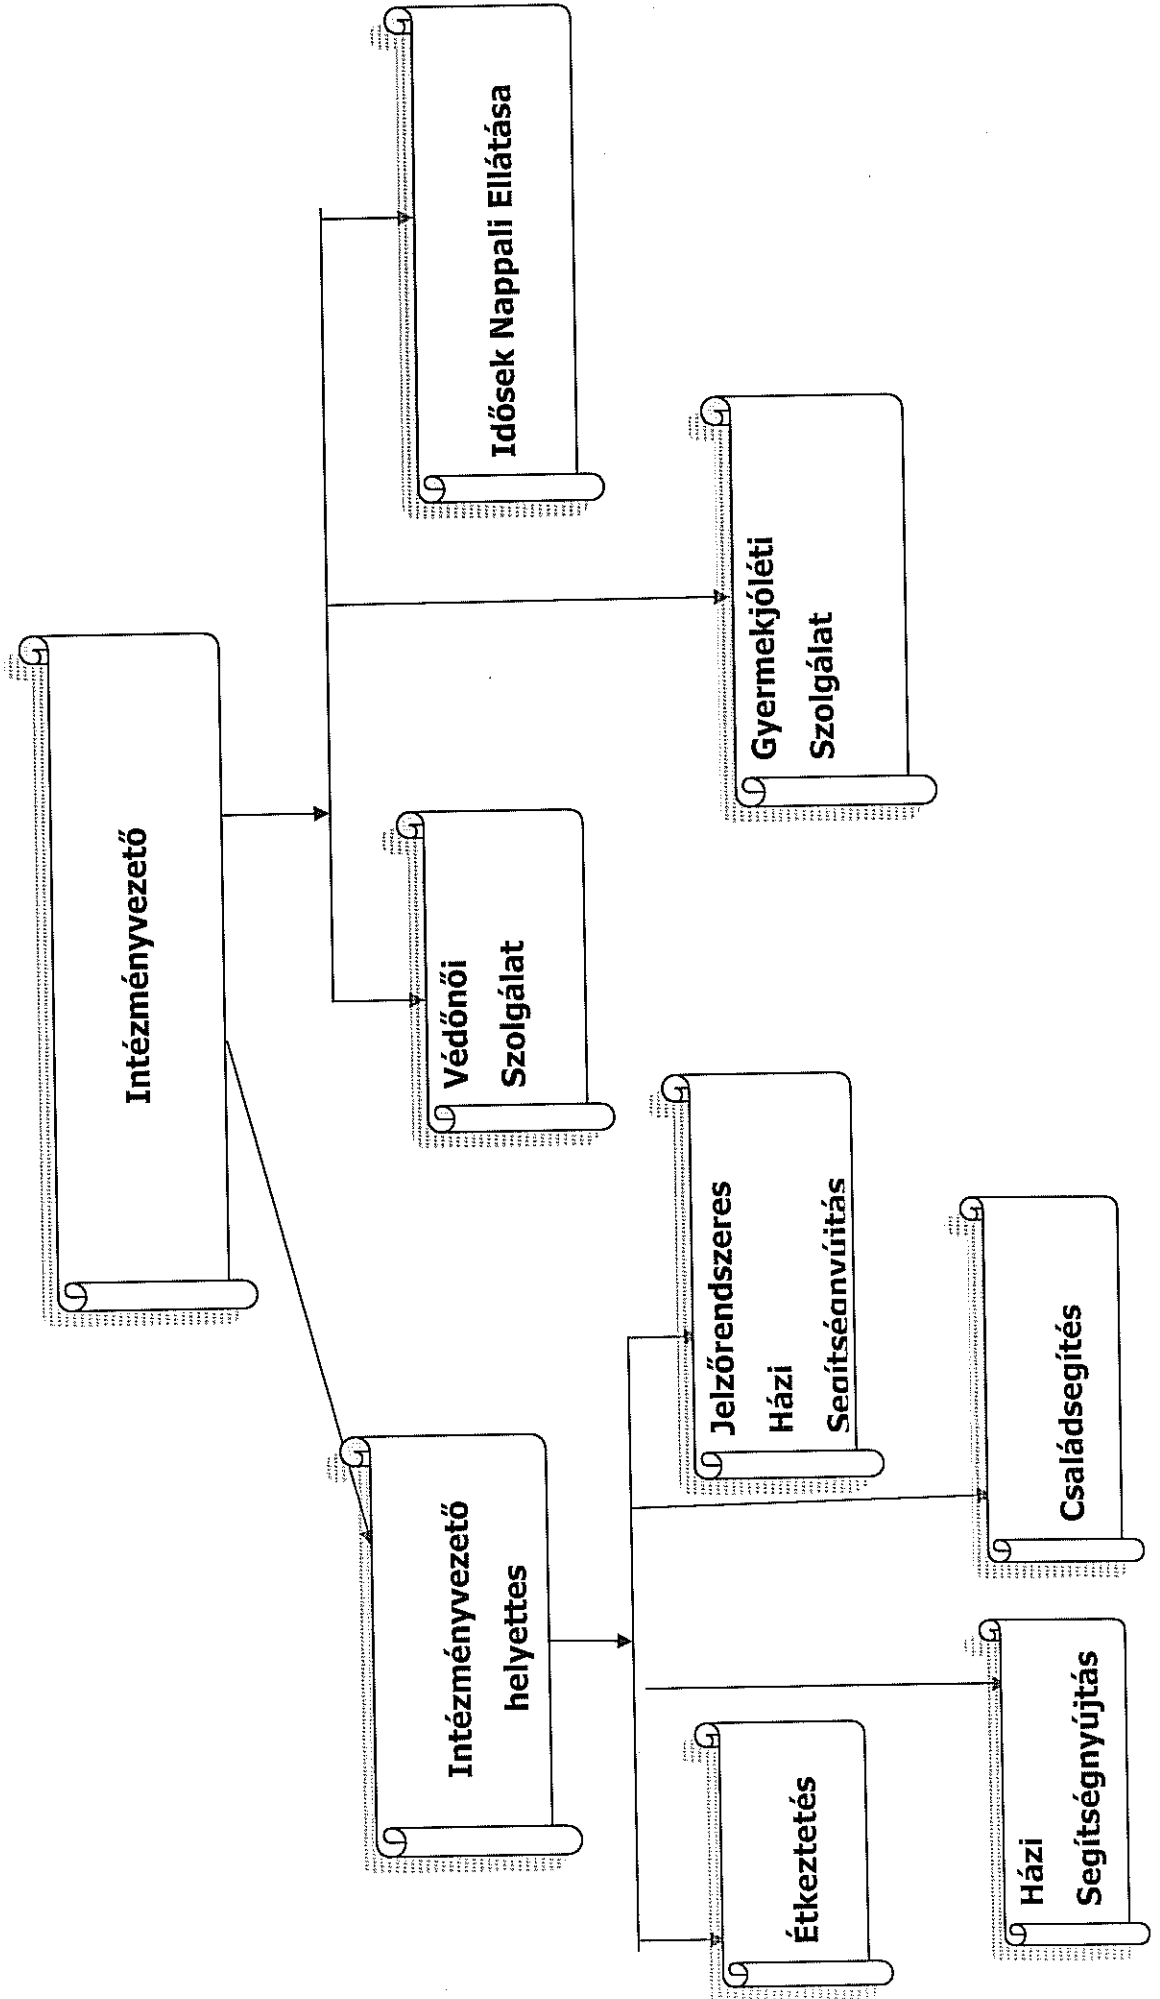 Intézményvezető
Intézményvezető
helyettes
Védőnői
Szolgálat
Idősek Nappali Ellátása
Gyermekjóléti
Szolgálat
Étkeztetés
Jelzőrendszeres
Házi
Segítségnyújtás
Házi
Segítségnyújtás
Családsegítés